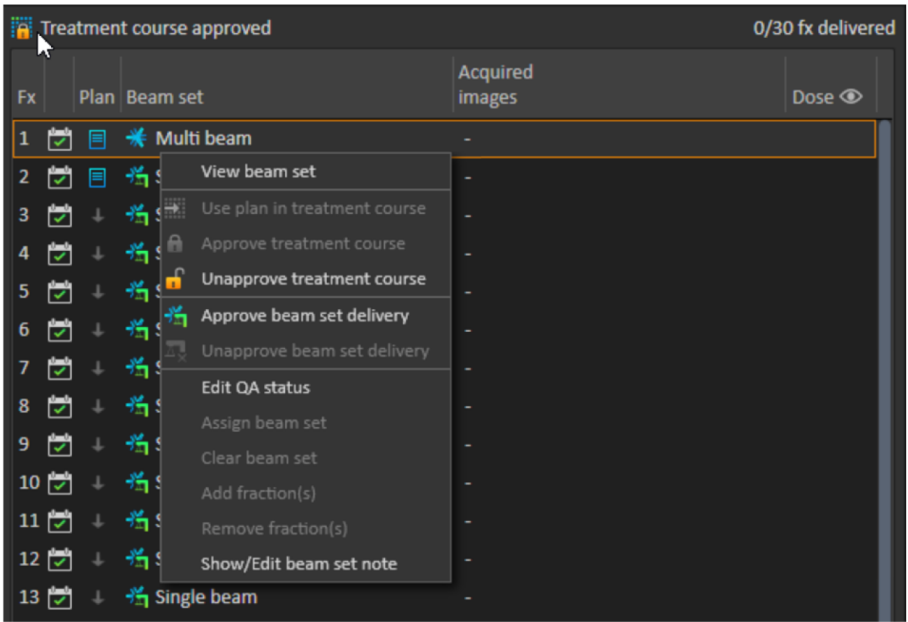 Treatment course approved 0/30 fx delivered
Fx Plan Beam set Acquired images Dose
1 Multi beam -
View beam set
2 S -
Use plan in treatment course
3 S -
Approve treatment course
4 S -
Unapprove treatment course
5 S -
Approve beam set delivery
6 S -
Unapprove beam set delivery
7 S -
Edit QA status
8 S -
Assign beam set
9 S -
Clear beam set
10 S -
Add fraction(s)
11 S -
Remove fraction(s)
12 S -
Show/Edit beam set note
13 Single beam -